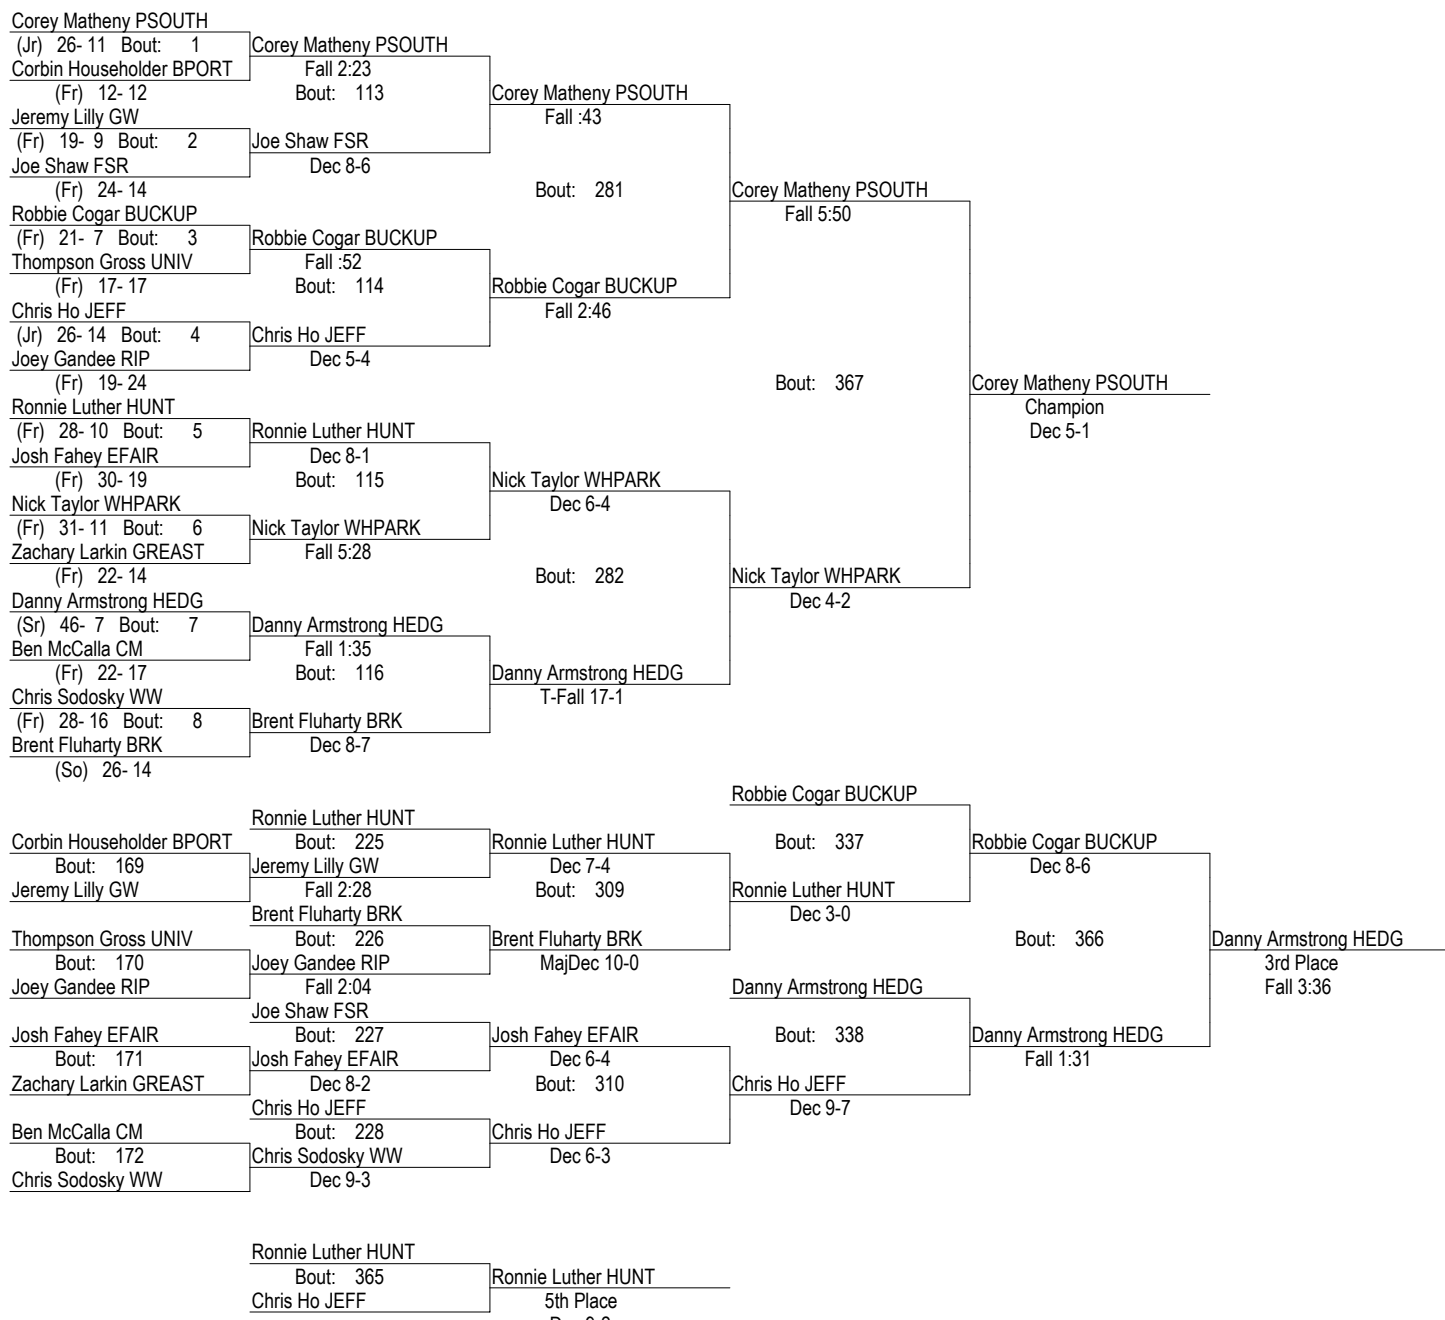 Corey Matheny PSOUTH
(Jr) 26- 11 Bout: 1 Corey Matheny PSOUTH
Corbin Householder BPORT Fall 2:23
(Fr) 12- 12 Bout: 113 Corey Matheny PSOUTH
Jeremy Lilly GW Fall :43
(Fr) 19- 9 Bout: 2 Joe Shaw FSR
Joe Shaw FSR Dec 8-6
(Fr) 24- 14 Bout: 281 Corey Matheny PSOUTH
Robbie Cogar BUCKUP Fall 5:50
(Fr) 21- 7 Bout: 3 Robbie Cogar BUCKUP
Thompson Gross UNIV Fall :52
(Fr) 17- 17 Bout: 114 Robbie Cogar BUCKUP
Chris Ho JEFF Fall 2:46
(Jr) 26- 14 Bout: 4 Chris Ho JEFF
Joey Gandee RIP Dec 5-4
(Fr) 19- 24 Bout: 367 Corey Matheny PSOUTH
Ronnie Luther HUNT Champion
(Fr) 28- 10 Bout: 5 Ronnie Luther HUNT Dec 5-1
Josh Fahey EFAIR Dec 8-1
(Fr) 30- 19 Bout: 115 Nick Taylor WHPARK
Nick Taylor WHPARK Dec 6-4
(Fr) 31- 11 Bout: 6 Nick Taylor WHPARK
Zachary Larkin GREAST Fall 5:28
(Fr) 22- 14 Bout: 282 Nick Taylor WHPARK
Danny Armstrong HEDG Dec 4-2
(Sr) 46- 7 Bout: 7 Danny Armstrong HEDG
Ben McCalla CM Fall 1:35
(Fr) 22- 17 Bout: 116 Danny Armstrong HEDG
Chris Sodosky WW T-Fall 17-1
(Fr) 28- 16 Bout: 8 Brent Fluharty BRK
Brent Fluharty BRK Dec 8-7
(So) 26- 14
Robbie Cogar BUCKUP
Ronnie Luther HUNT
Corbin Householder BPORT Bout: 225 Ronnie Luther HUNT Bout: 337 Robbie Cogar BUCKUP
Bout: 169 Jeremy Lilly GW Dec 7-4 Dec 8-6
Jeremy Lilly GW Fall 2:28 Bout: 309 Ronnie Luther HUNT
Brent Fluharty BRK Dec 3-0
Thompson Gross UNIV Bout: 226 Brent Fluharty BRK Bout: 366 Danny Armstrong HEDG
Bout: 170 Joey Gandee RIP MajDec 10-0 3rd Place
Joey Gandee RIP Fall 2:04 Danny Armstrong HEDG Fall 3:36
Joe Shaw FSR
Josh Fahey EFAIR Bout: 227 Josh Fahey EFAIR Bout: 338 Danny Armstrong HEDG
Bout: 171 Josh Fahey EFAIR Dec 6-4 Fall 1:31
Zachary Larkin GREAST Dec 8-2 Bout: 310 Chris Ho JEFF
Chris Ho JEFF Dec 9-7
Ben McCalla CM Bout: 228 Chris Ho JEFF
Bout: 172 Chris Sodosky WW Dec 6-3
Chris Sodosky WW Dec 9-3
Ronnie Luther HUNT
Bout: 365 Ronnie Luther HUNT
Chris Ho JEFF 5th Place